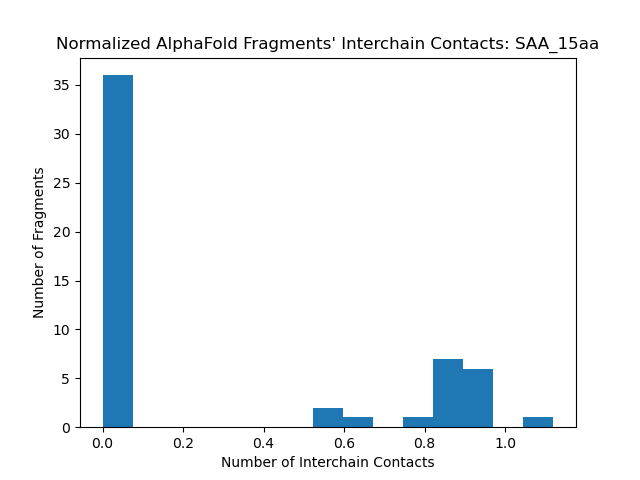 Normalized AlphaFold Fragments' Interchain Contacts: SAA_15aa
35
30
25
20
15
10
5
0
Number of Fragments
0.0 0.2 0.4 0.6 0.8 1.0
Number of Interchain Contacts